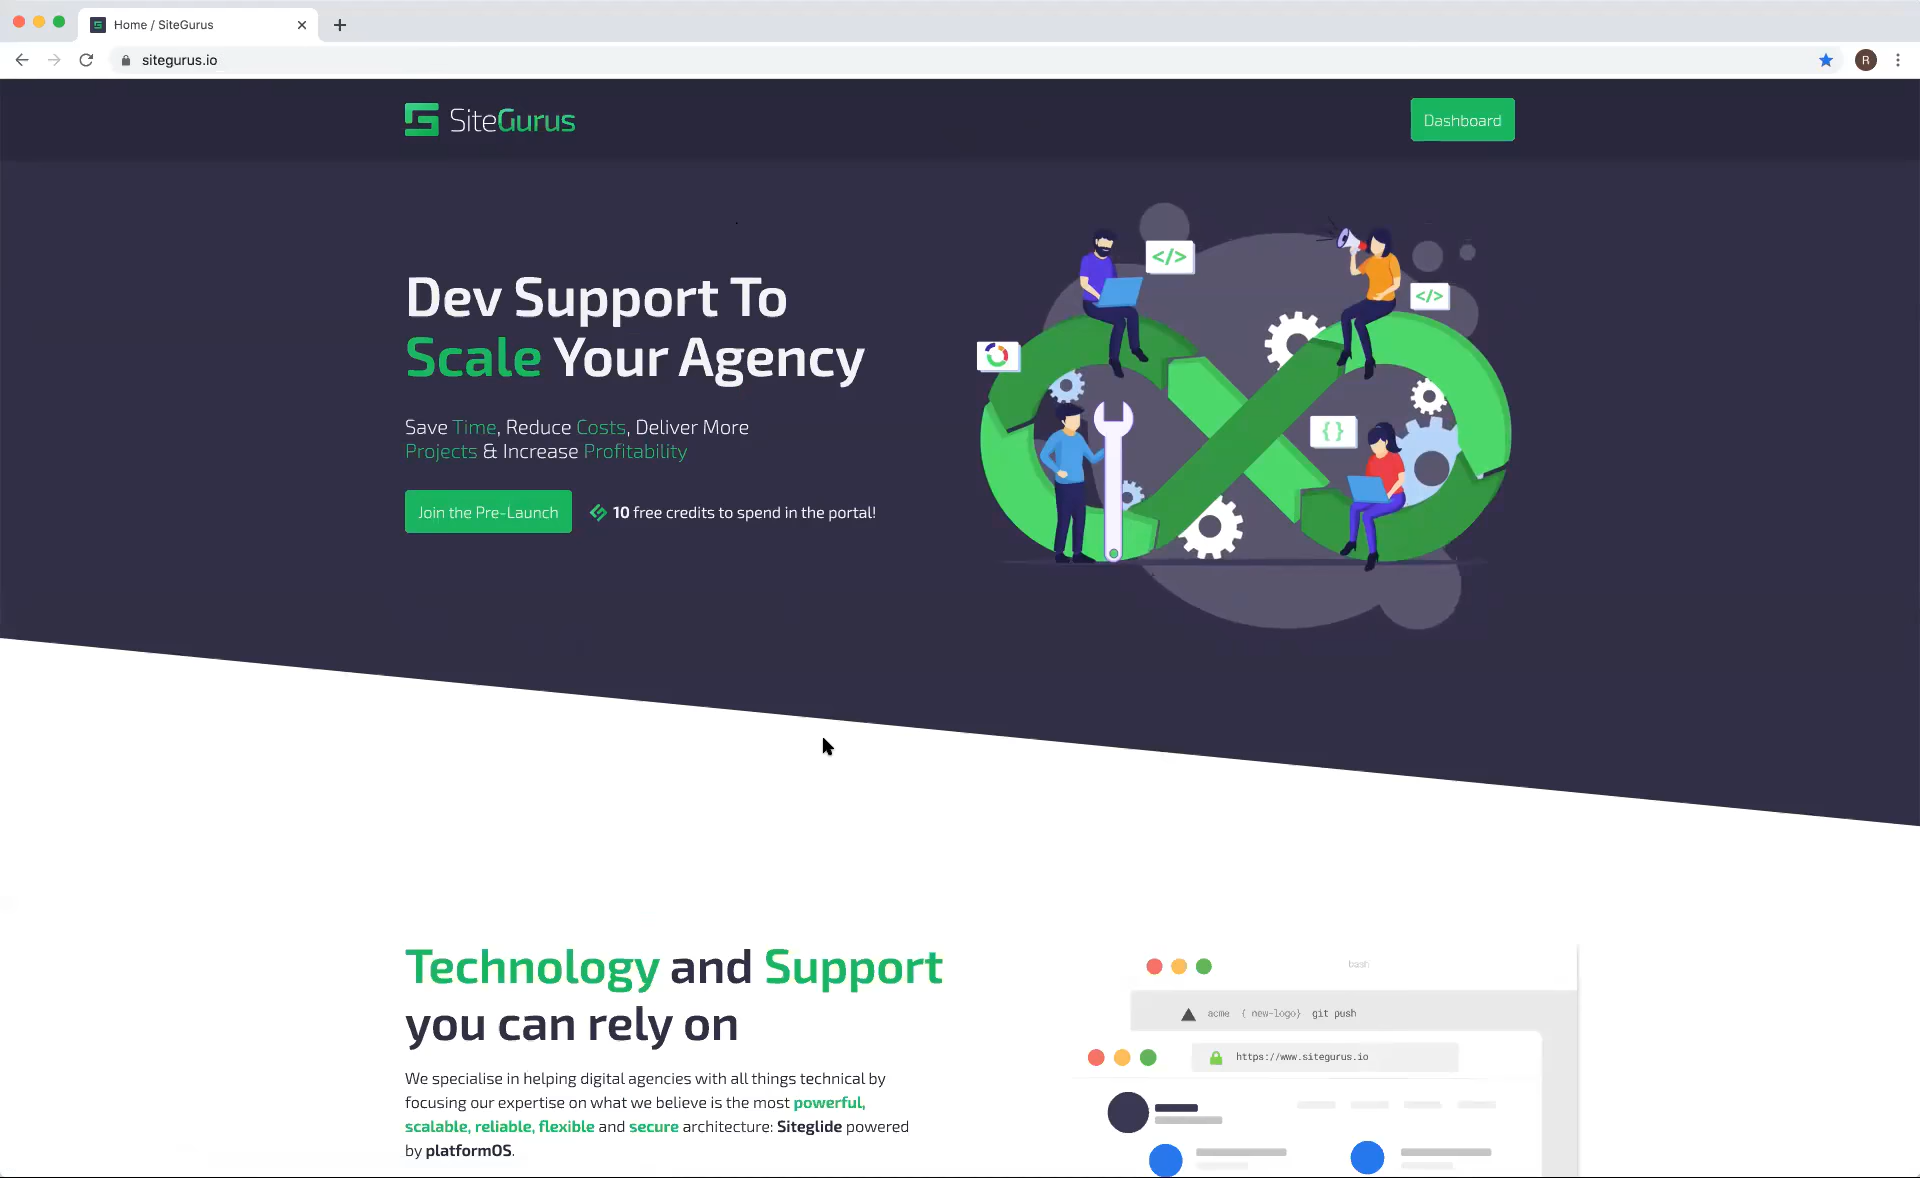 Home / SiteGurus
sitegurus.io
R
SiteGurus
Dashboard
</>
</>
{ }
Dev Support To
Scale Your Agency
Save Time, Reduce Costs, Deliver More
Projects & Increase Profitability
Join the Pre-Launch
10 free credits to spend in the portal!
Technology and Support
you can rely on
We specialise in helping digital agencies with all things technical by
focusing our expertise on what we believe is the most powerful,
scalable, reliable, flexible and secure architecture: Siteglide powered
by platformOS.
bash
acme { new-logo} git push
https://www.sitegurus.io